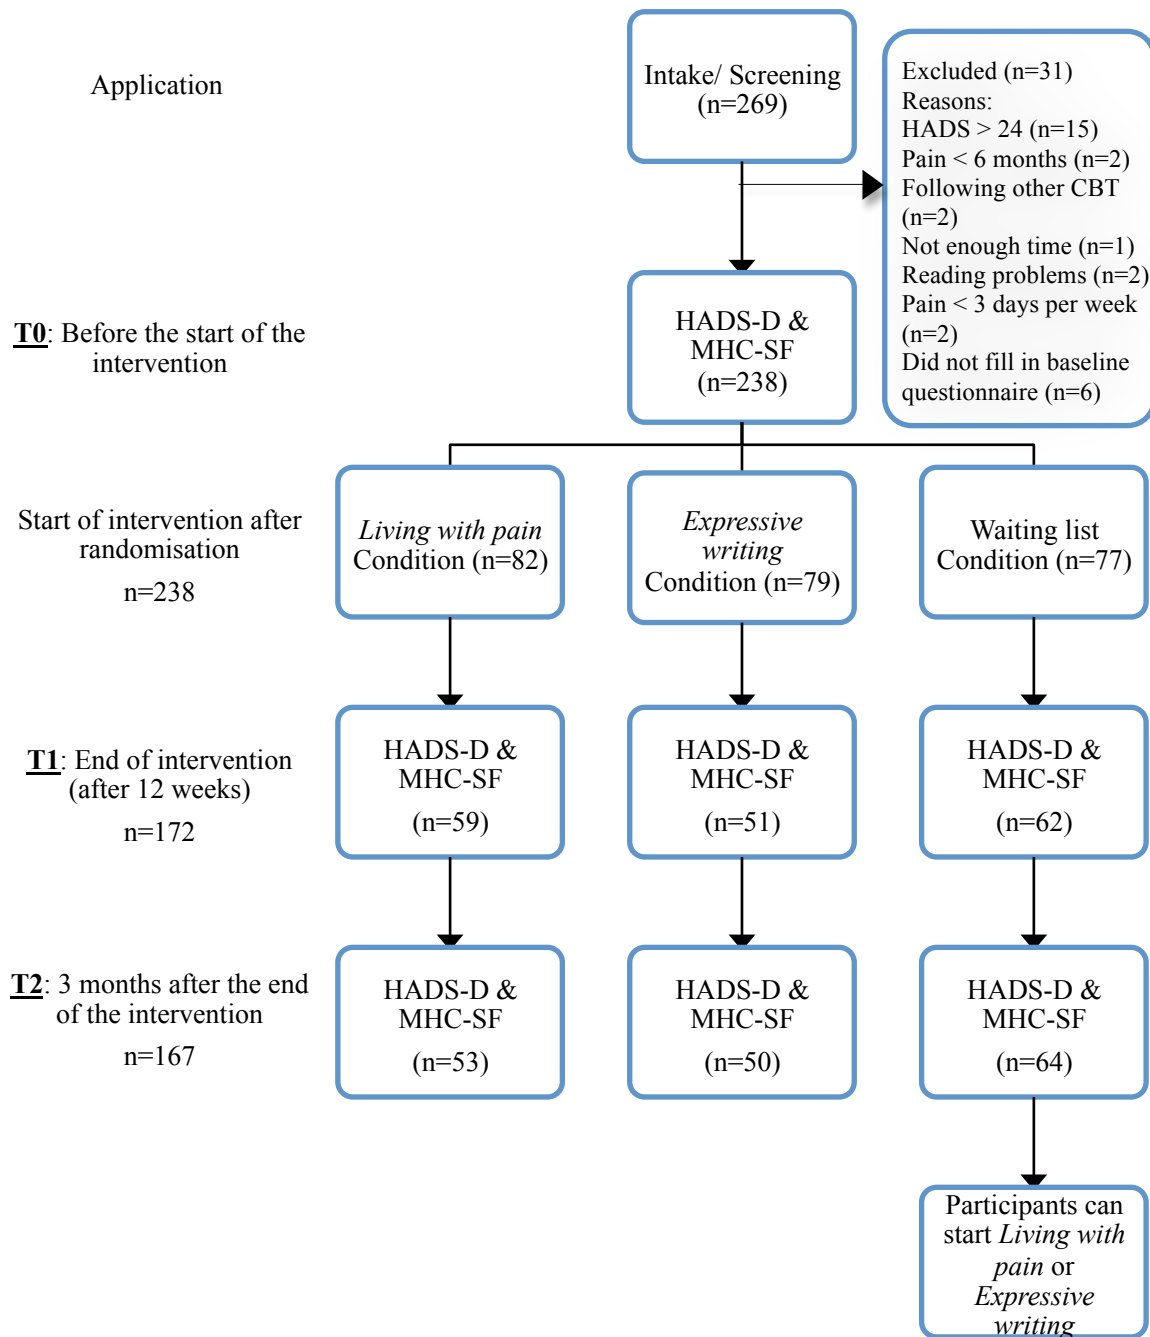 Application
Intake/ Screening
(n=269)
Excluded (n=31)
Reasons:
HADS > 24 (n=15)
Pain < 6 months (n=2)
Following other CBT
(n=2)
Not enough time (n=1)
Reading problems (n=2)
Pain < 3 days per week
(n=2)
Did not fill in baseline
questionnaire (n=6)
T0: Before the start of the
intervention
HADS-D &
MHC-SF
(n=238)
Start of intervention after
randomisation
n=238
Living with pain
Condition (n=82)
Expressive
writing
Condition (n=79)
Waiting list
Condition (n=77)
T1: End of intervention
(after 12 weeks)
n=172
HADS-D &
MHC-SF
(n=59)
HADS-D &
MHC-SF
(n=51)
HADS-D &
MHC-SF
(n=62)
T2: 3 months after the end
of the intervention
n=167
HADS-D &
MHC-SF
(n=53)
HADS-D &
MHC-SF
(n=50)
HADS-D &
MHC-SF
(n=64)
Participants can
start Living with
pain or
Expressive
writing